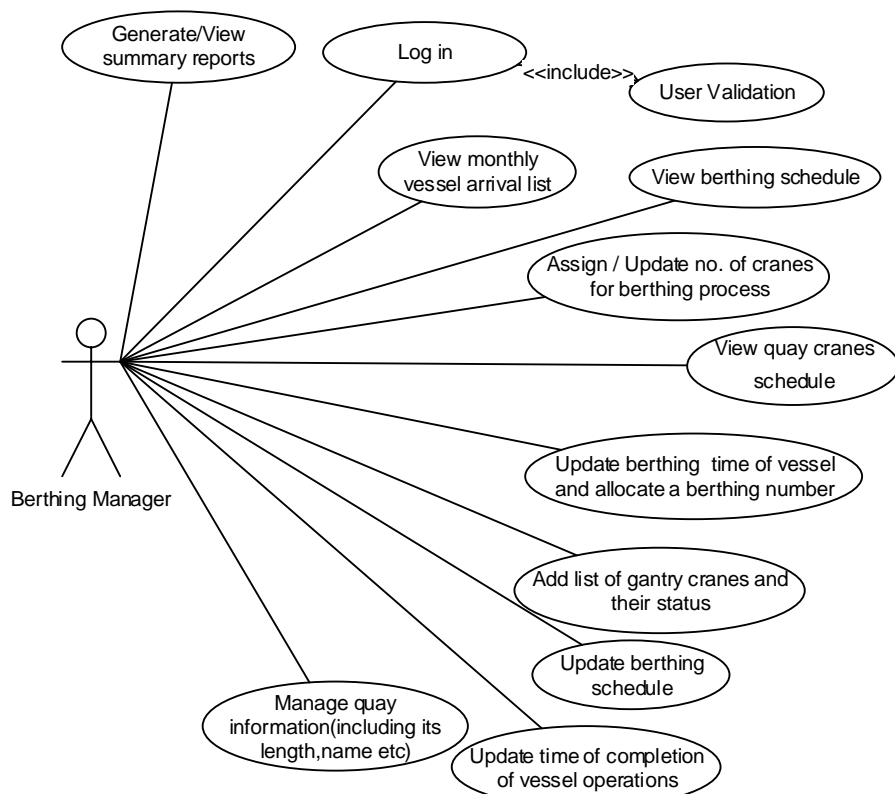 Generate/View
summary reports
Log in
<<include>>
User Validation
View monthly
vessel arrival list
View berthing schedule
Assign / Update no. of cranes
for berthing process
View quay cranes
schedule
Berthing Manager
Update berthing time of vessel
and allocate a berthing number
Add list of gantry cranes and
their status
Update berthing
schedule
Manage quay
information(including its
length,name etc)
Update time of completion
of vessel operations